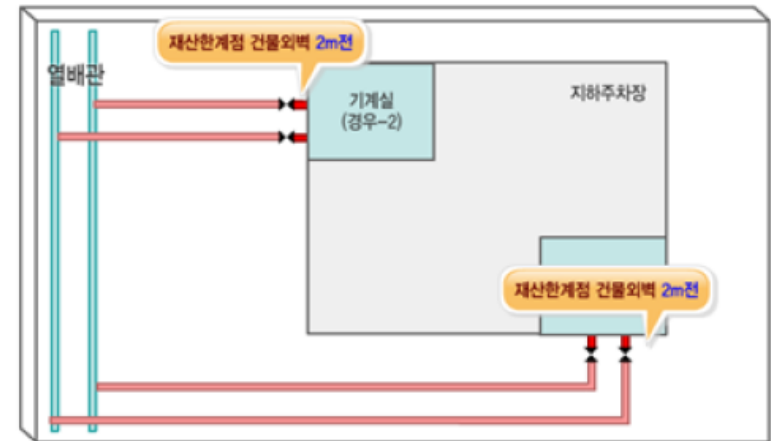 재산한계점 건물외벽 2m전
열배관
기계실
(경우-2)
지하주차장
재산한계점 건물외벽 2m전